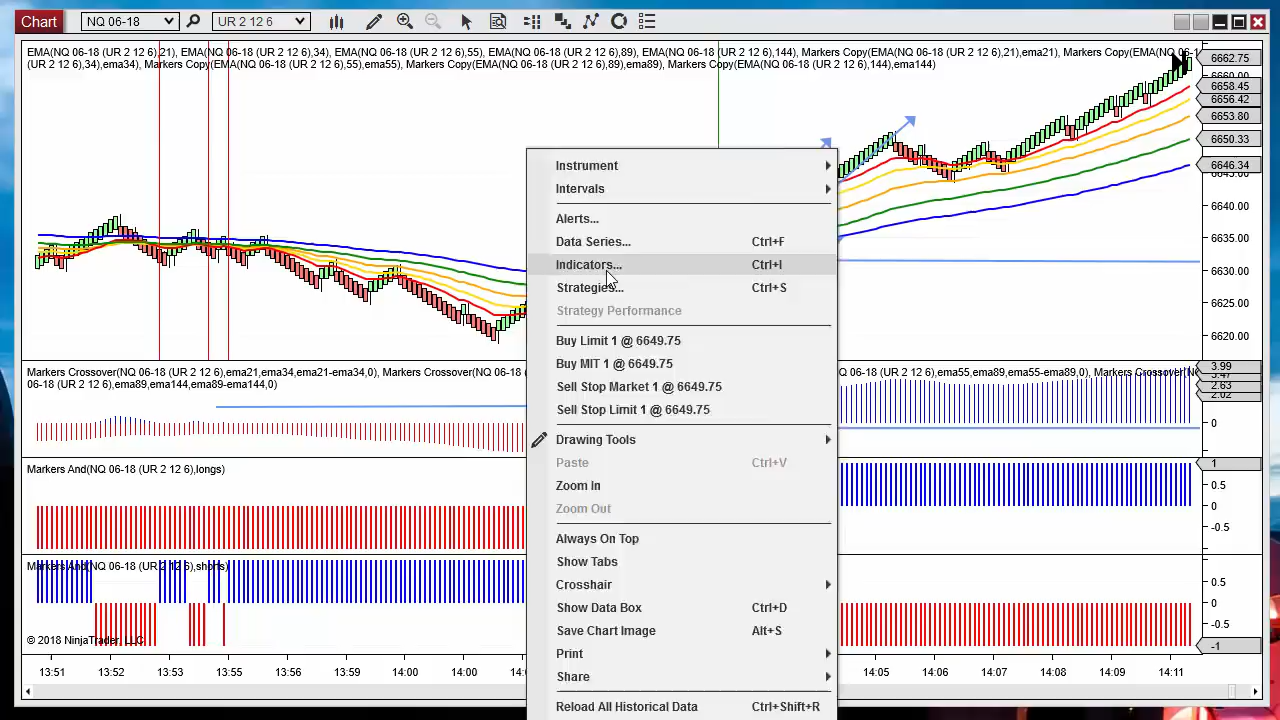 Chart NQ 06-18 UR 2 12 6
EMA(NQ 06-18 (UR 2 12 6),21), EMA(NQ 06-18 (UR 2 12 6),34), EMA(NQ 06-18 (UR 2 12 6),55), EMA(NQ 06-18 (UR 2 12 6),89), EMA(NQ 06-18 (UR 2 12 6),144), Markers Copy(EMA(NQ 06-18 (UR 2 12 6),21),ema21), Markers Copy(EMA(NQ 06-1
(UR 2 12 6),34),ema34), Markers Copy(EMA(NQ 06-18 (UR 2 12 6),55),ema55), Markers Copy(EMA(NQ 06-18 (UR 2 12 6),89),ema89), Markers Copy(EMA(NQ 06-18 (UR 2 12 6),144),ema144)
6662.75
6660.00
6658.45
6656.42
6653.80
6650.33
6646.34
6645.00
6640.00
6635.00
6630.00
6625.00
6620.00
Instrument
Intervals
Alerts...
Data Series... Ctrl+F
Indicators... Ctrl+I
Strategies... Ctrl+S
Strategy Performance
Buy Limit 1 @ 6649.75
Buy MIT 1 @ 6649.75
Sell Stop Market 1 @ 6649.75
Sell Stop Limit 1 @ 6649.75
Drawing Tools
Paste Ctrl+V
Zoom In
Zoom Out
Always On Top
Show Tabs
Crosshair
Show Data Box Ctrl+D
Save Chart Image Alt+S
Print
Share
Reload All Historical Data Ctrl+Shift+R
Markers Crossover(NQ 06-18 (UR 2 12 6),ema21,ema34,ema21-ema34,0), Markers
Q 06-18 (UR 2 12 6),ema55,ema89,ema55-ema89,0), Markers Crossover(N
06-18 (UR 2 12 6),ema89,ema144,ema89-ema144,0)
3.99
2.63
2.02
0
Markers And(NQ 06-18 (UR 2 12 6),longs)
1
0.5
0
-0.5
Markers And(NQ 06-18 (UR 2 12 6),shorts)
0.5
0
-0.5
-1
© 2018 NinjaTrader, LLC
13:51 13:52 13:53 13:55 13:56 13:59 14:00 14:00 14:05 14:06 14:08 14:09 14:11